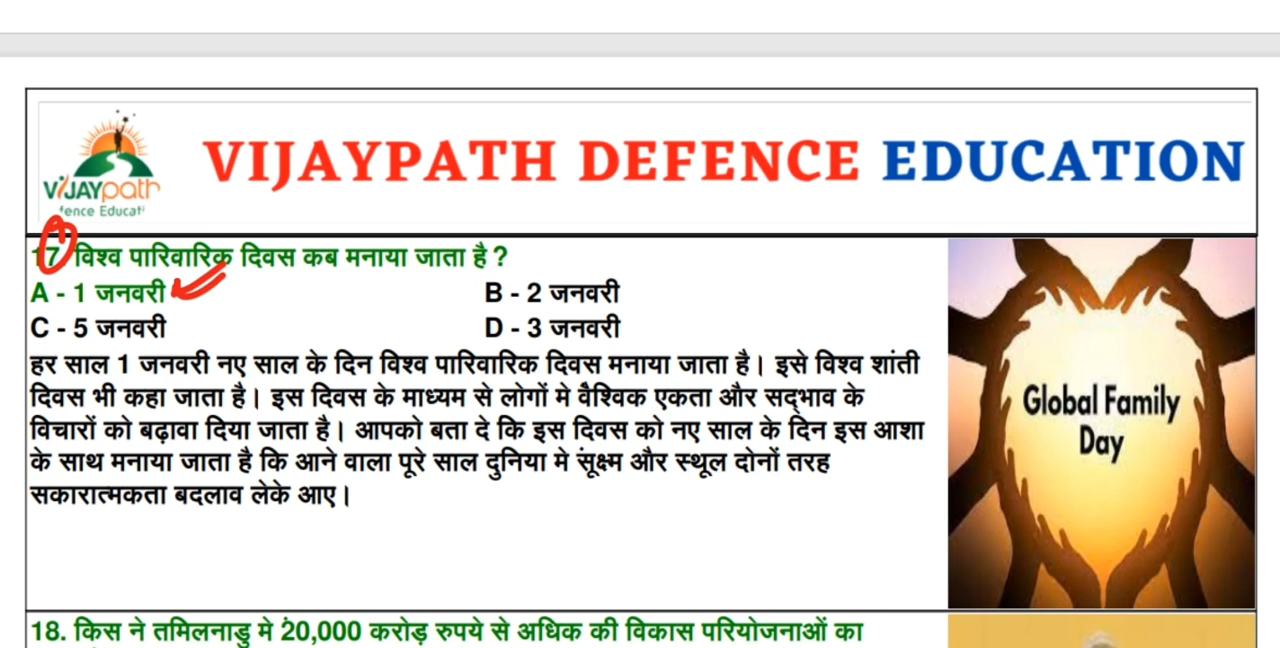 VIJAYPATH DEFENCE EDUCATION
VIJAYpath
fence Educati
17. विश्व पारिवारिक दिवस कब मनाया जाता है ?
A - 1 जनवरी
B - 2 जनवरी
C - 5 जनवरी
D - 3 जनवरी
हर साल 1 जनवरी नए साल के दिन विश्व पारिवारिक दिवस मनाया जाता है। इसे विश्व शांती
दिवस भी कहा जाता है। इस दिवस के माध्यम से लोगों मे वैश्विक एकता और सद्भाव के
विचारों को बढ़ावा दिया जाता है। आपको बता दे कि इस दिवस को नए साल के दिन इस आशा
के साथ मनाया जाता है कि आने वाला पूरे साल दुनिया मे सूक्ष्म और स्थूल दोनों तरह
सकारात्मकता बदलाव लेके आए।
Global Family
Day
18. किस ने तमिलनाडु मे 20,000 करोड़ रुपये से अधिक की विकास परियोजनाओं का